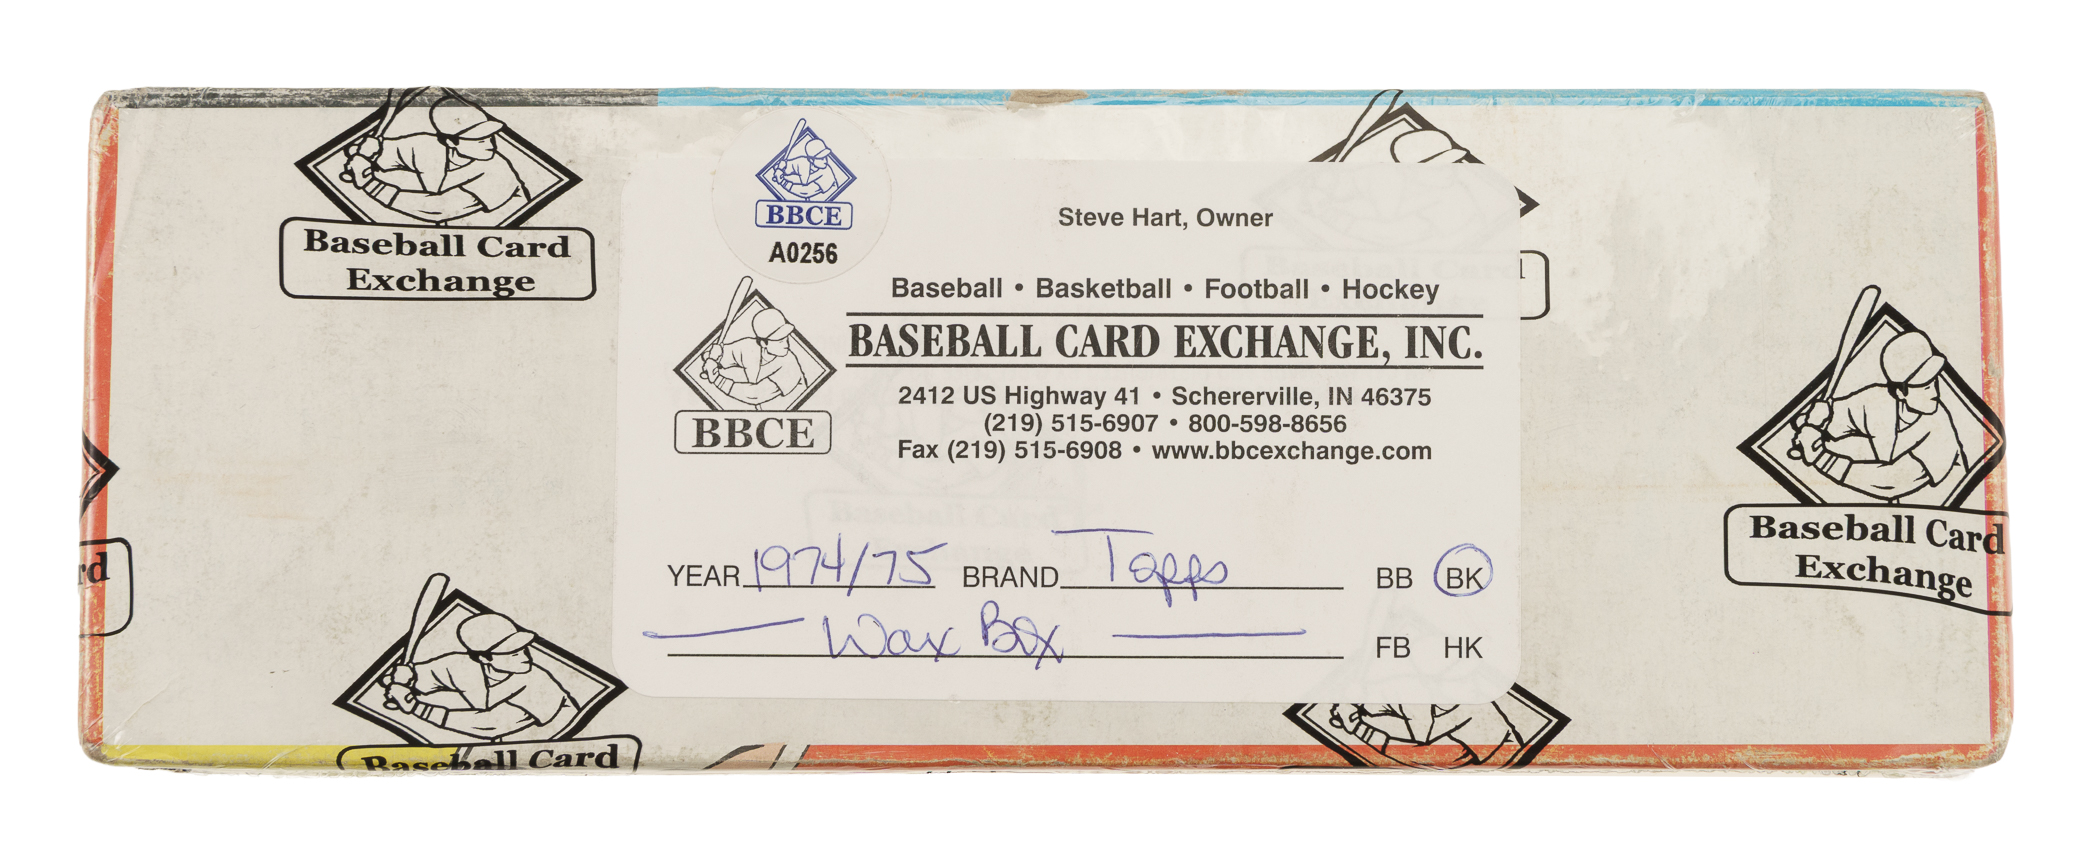 Baseball Card
Exchange
BBCE
A0256
Steve Hart, Owner
Baseball • Basketball • Football • Hockey
BASEBALL CARD EXCHANGE, INC.
BBCE
2412 US Highway 41 • Schererville, IN 46375
(219) 515-6907 • 800-598-8656
Fax (219) 515-6908 • www.bbcexchange.com
YEAR 1974/75 BRAND Topps BB BK
Wax Box FB HK
Baseball Card
Exchange
rd
Baseball Card